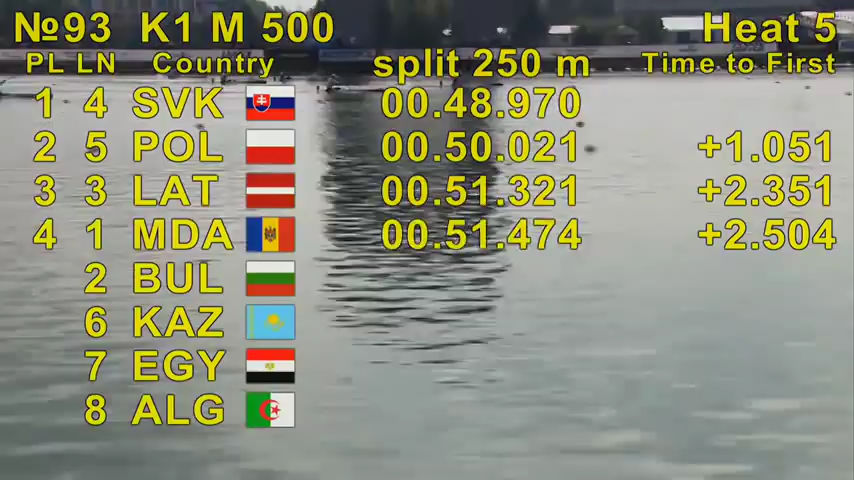 №93 K1 M 500 Heat 5
PL LN Country split 250 m Time to First
1 4 SVK 00.48.970
2 5 POL 00.50.021 +1.051
3 3 LAT 00.51.321 +2.351
4 1 MDA 00.51.474 +2.504
2 BUL
6 KAZ
7 EGY
8 ALG